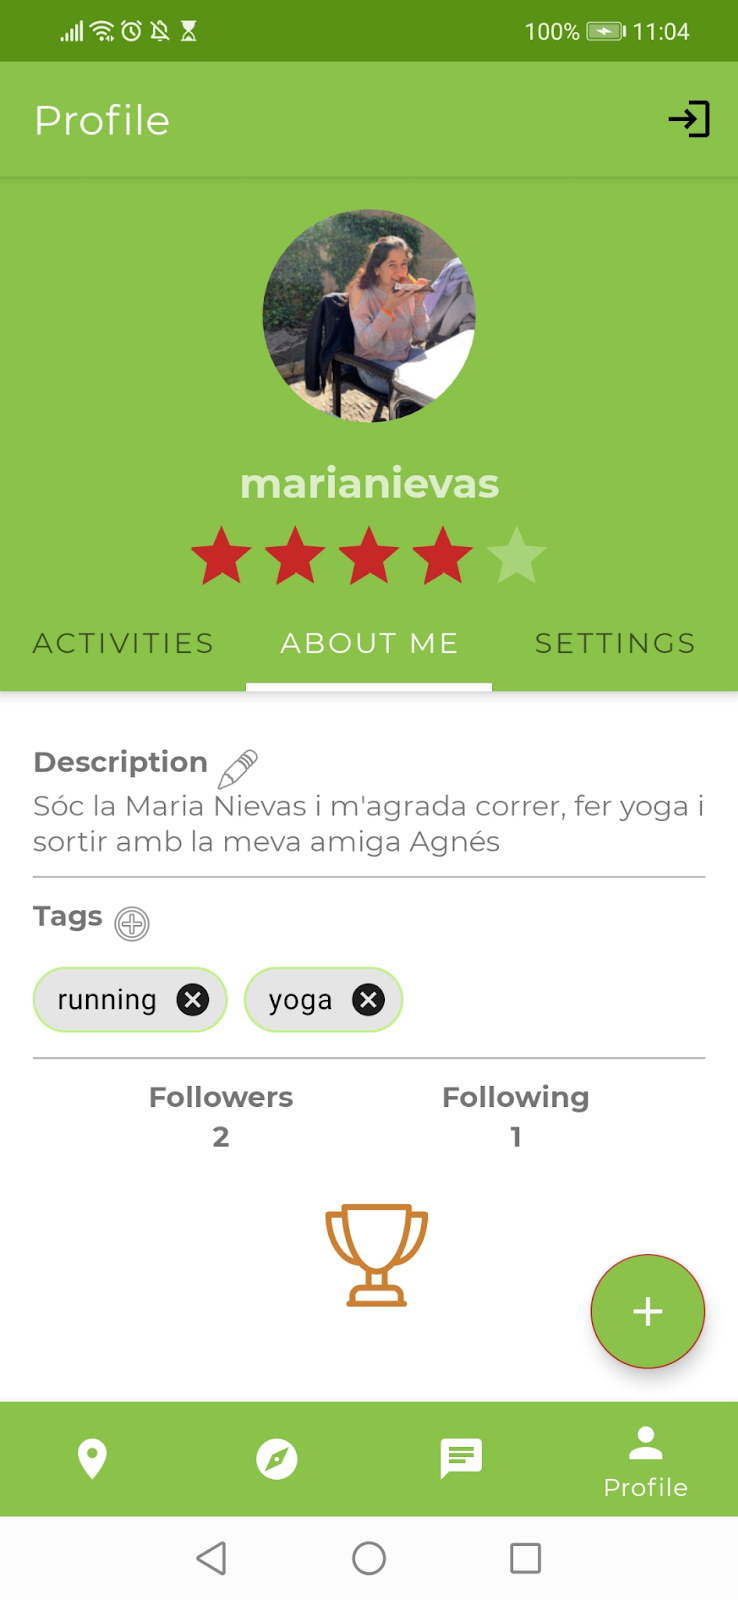 100% 11:04
Profile
marianievas
ACTIVITIES ABOUT ME SETTINGS
Description
Sóc la Maria Nievas i m'agrada correr, fer yoga i
sortir amb la meva amiga Agnés
Tags
running yoga
Followers Following
2 1
Profile